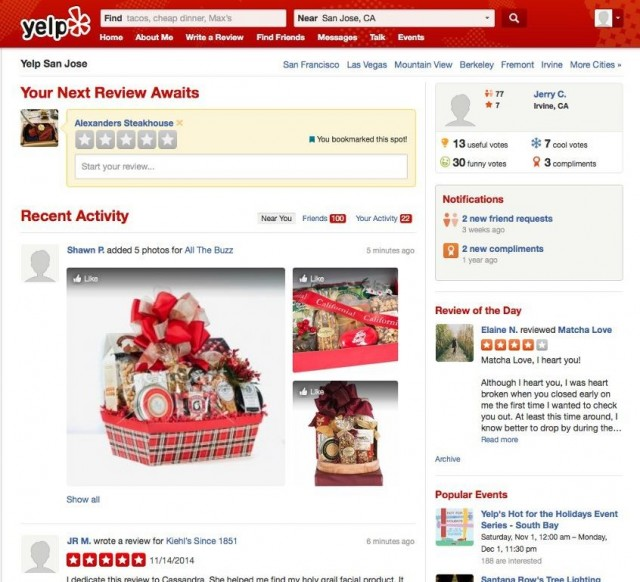 yelp
Find tacos, cheap dinner, Max's
Near San Jose, CA
Home About Me Write a Review Find Friends Messages Talk Events
Yelp San Jose
San Francisco Las Vegas Mountain View Berkeley Fremont Irvine More Cities »
Your Next Review Awaits
Alexanders Steakhouse
You bookmarked this spot!
Start your review...
Recent Activity
Near You Friends 100 Your Activity 22
Shawn P. added 5 photos for All The Buzz
5 minutes ago
Like
Like
California!
Like
Show all
JR M. wrote a review for Kiehl's Since 1851
6 minutes ago
11/14/2014
I dedicate this review to Cassandra. She helped me find my holy grail facial product. It
77
7
Jerry C.
Irvine, CA
13 useful votes
7 cool votes
30 funny votes
3 compliments
Notifications
2 new friend requests
3 weeks ago
2 new compliments
1 year ago
Review of the Day
Elaine N. reviewed Matcha Love
Matcha Love, I heart you!
Although I heart you, I was heart
broken when you closed early on
me the first time I wanted to check
you out. At least this time around, I
know better to drop by during the...
Read more
Archive
Popular Events
Yelp's Hot for the Holidays Event
Series - South Bay
Saturday, Nov 1, 12:00 am –
Monday, Dec 1, 11:30 pm
188 are interested
Santana Row's Tree Lighting